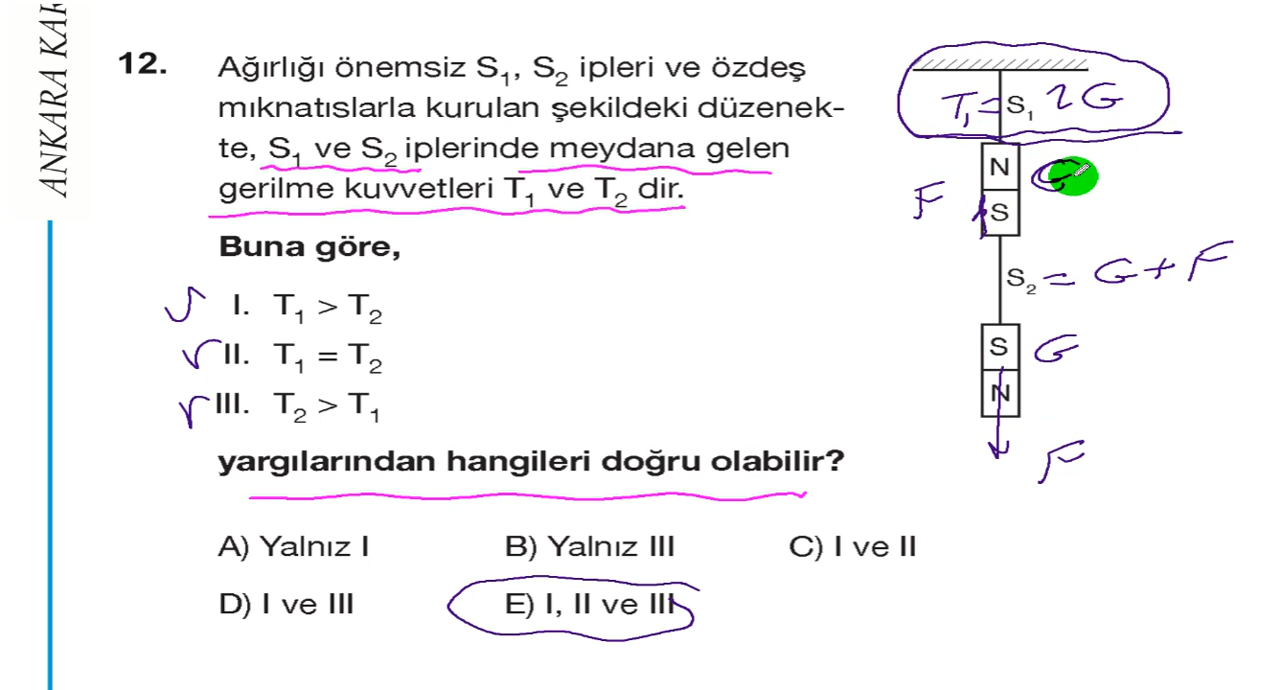 ANKARA KAR
12. Ağırlığı önemsiz S₁, S₂ ipleri ve özdeş
mıknatıslarla kurulan şekildeki düzenek-
te, S₁ ve S₂ iplerinde meydana gelen
gerilme kuvvetleri T₁ ve T₂ dir.
Buna göre,
I. T₁ > T₂
II. T₁ = T₂
III. T₂ > T₁
yargılarından hangileri doğru olabilir?
A) Yalnız I B) Yalnız III C) I ve II
D) I ve III E) I, II ve III
T₁= S₁ 2G
N G
F S
S₂ = G + F
S G
N
F